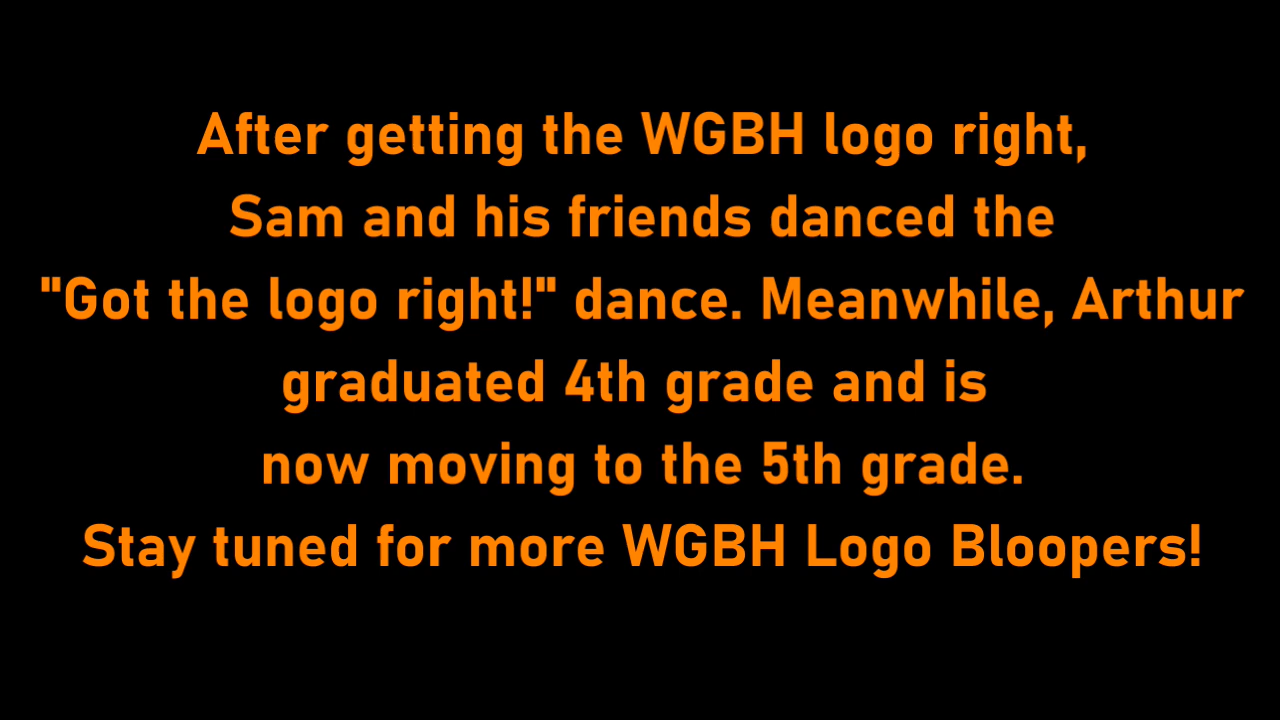 After getting the WGBH logo right,
Sam and his friends danced the
"Got the logo right!" dance. Meanwhile, Arthur
graduated 4th grade and is
now moving to the 5th grade.
Stay tuned for more WGBH Logo Bloopers!